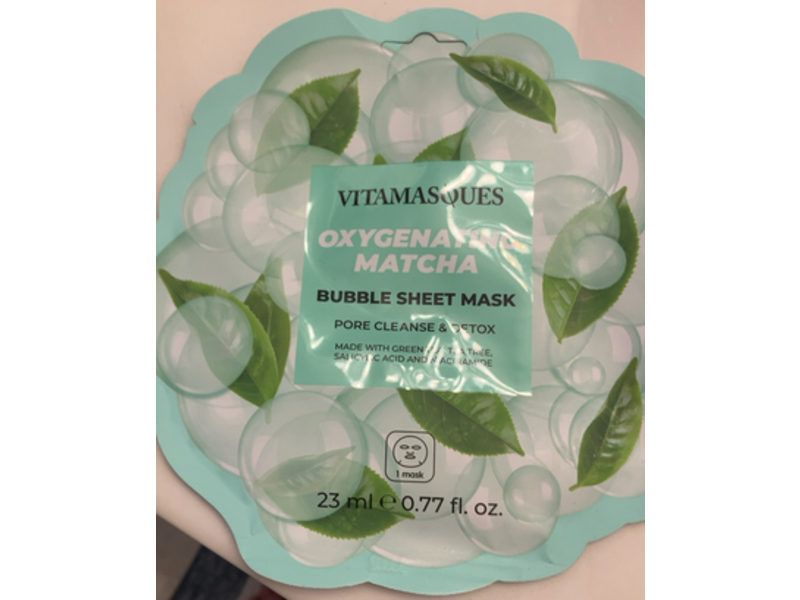 VITAMASQUES
OXYGENATING
MATCHA
BUBBLE SHEET MASK
PORE CLEANSE & DETOX
MADE WITH GREEN TEA, TEA TREE,
SALICYLIC ACID AND NIACINAMIDE
1 mask
23 ml ℮ 0.77 fl. oz.